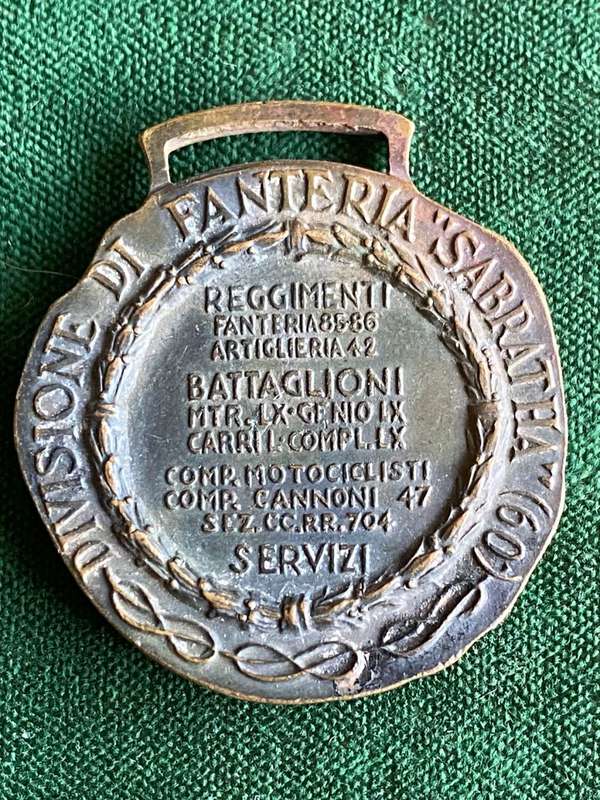 DIVISIONE DI FANTERIA "SABRATHA" (60)
REGGIMENTI
FANTERIA 85-86
ARTIGLIERIA 42
BATTAGLIONI
MTR. LX · GENIO LX
CARRI L · COMPL. LX
COMP. MOTOCICLISTI
COMP. CANNONI 47
SEZ. CC. RR. 704
SERVIZI